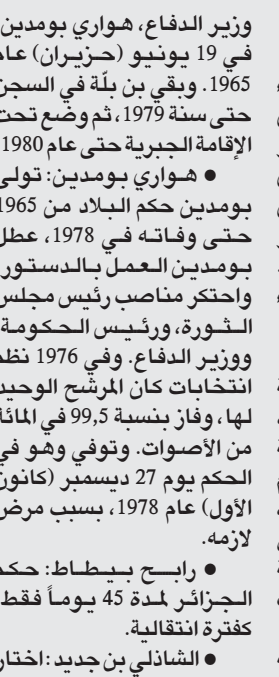 وزير الدفاع، هواري بومدين
في 19 يونيو (حزيران) عام
1965. وبقي بن بلّة في السجن
حتى سنة 1979، ثم وضع تحت
الإقامة الجبرية حتى عام 1980
● هواري بومدين: تولى
بومدين حكم البلاد من 1965
حتى وفاته في 1978، عطل
بومدين العمل بالدستور
واحتكر مناصب رئيس مجلس
الثورة، ورئيس الحكومة
ووزير الدفاع. وفي 1976 نظم
انتخابات كان المرشح الوحيد
لها، وفاز بنسبة 99,5 في المائة
من الأصوات. وتوفي وهو في
الحكم يوم 27 ديسمبر (كانون
الأول) عام 1978، بسبب مرض
لازمه.
● رابح بيطاط: حكم
الجزائر لمدة 45 يوماً فقط
كفترة انتقالية.
● الشاذلي بن جديد: اختار